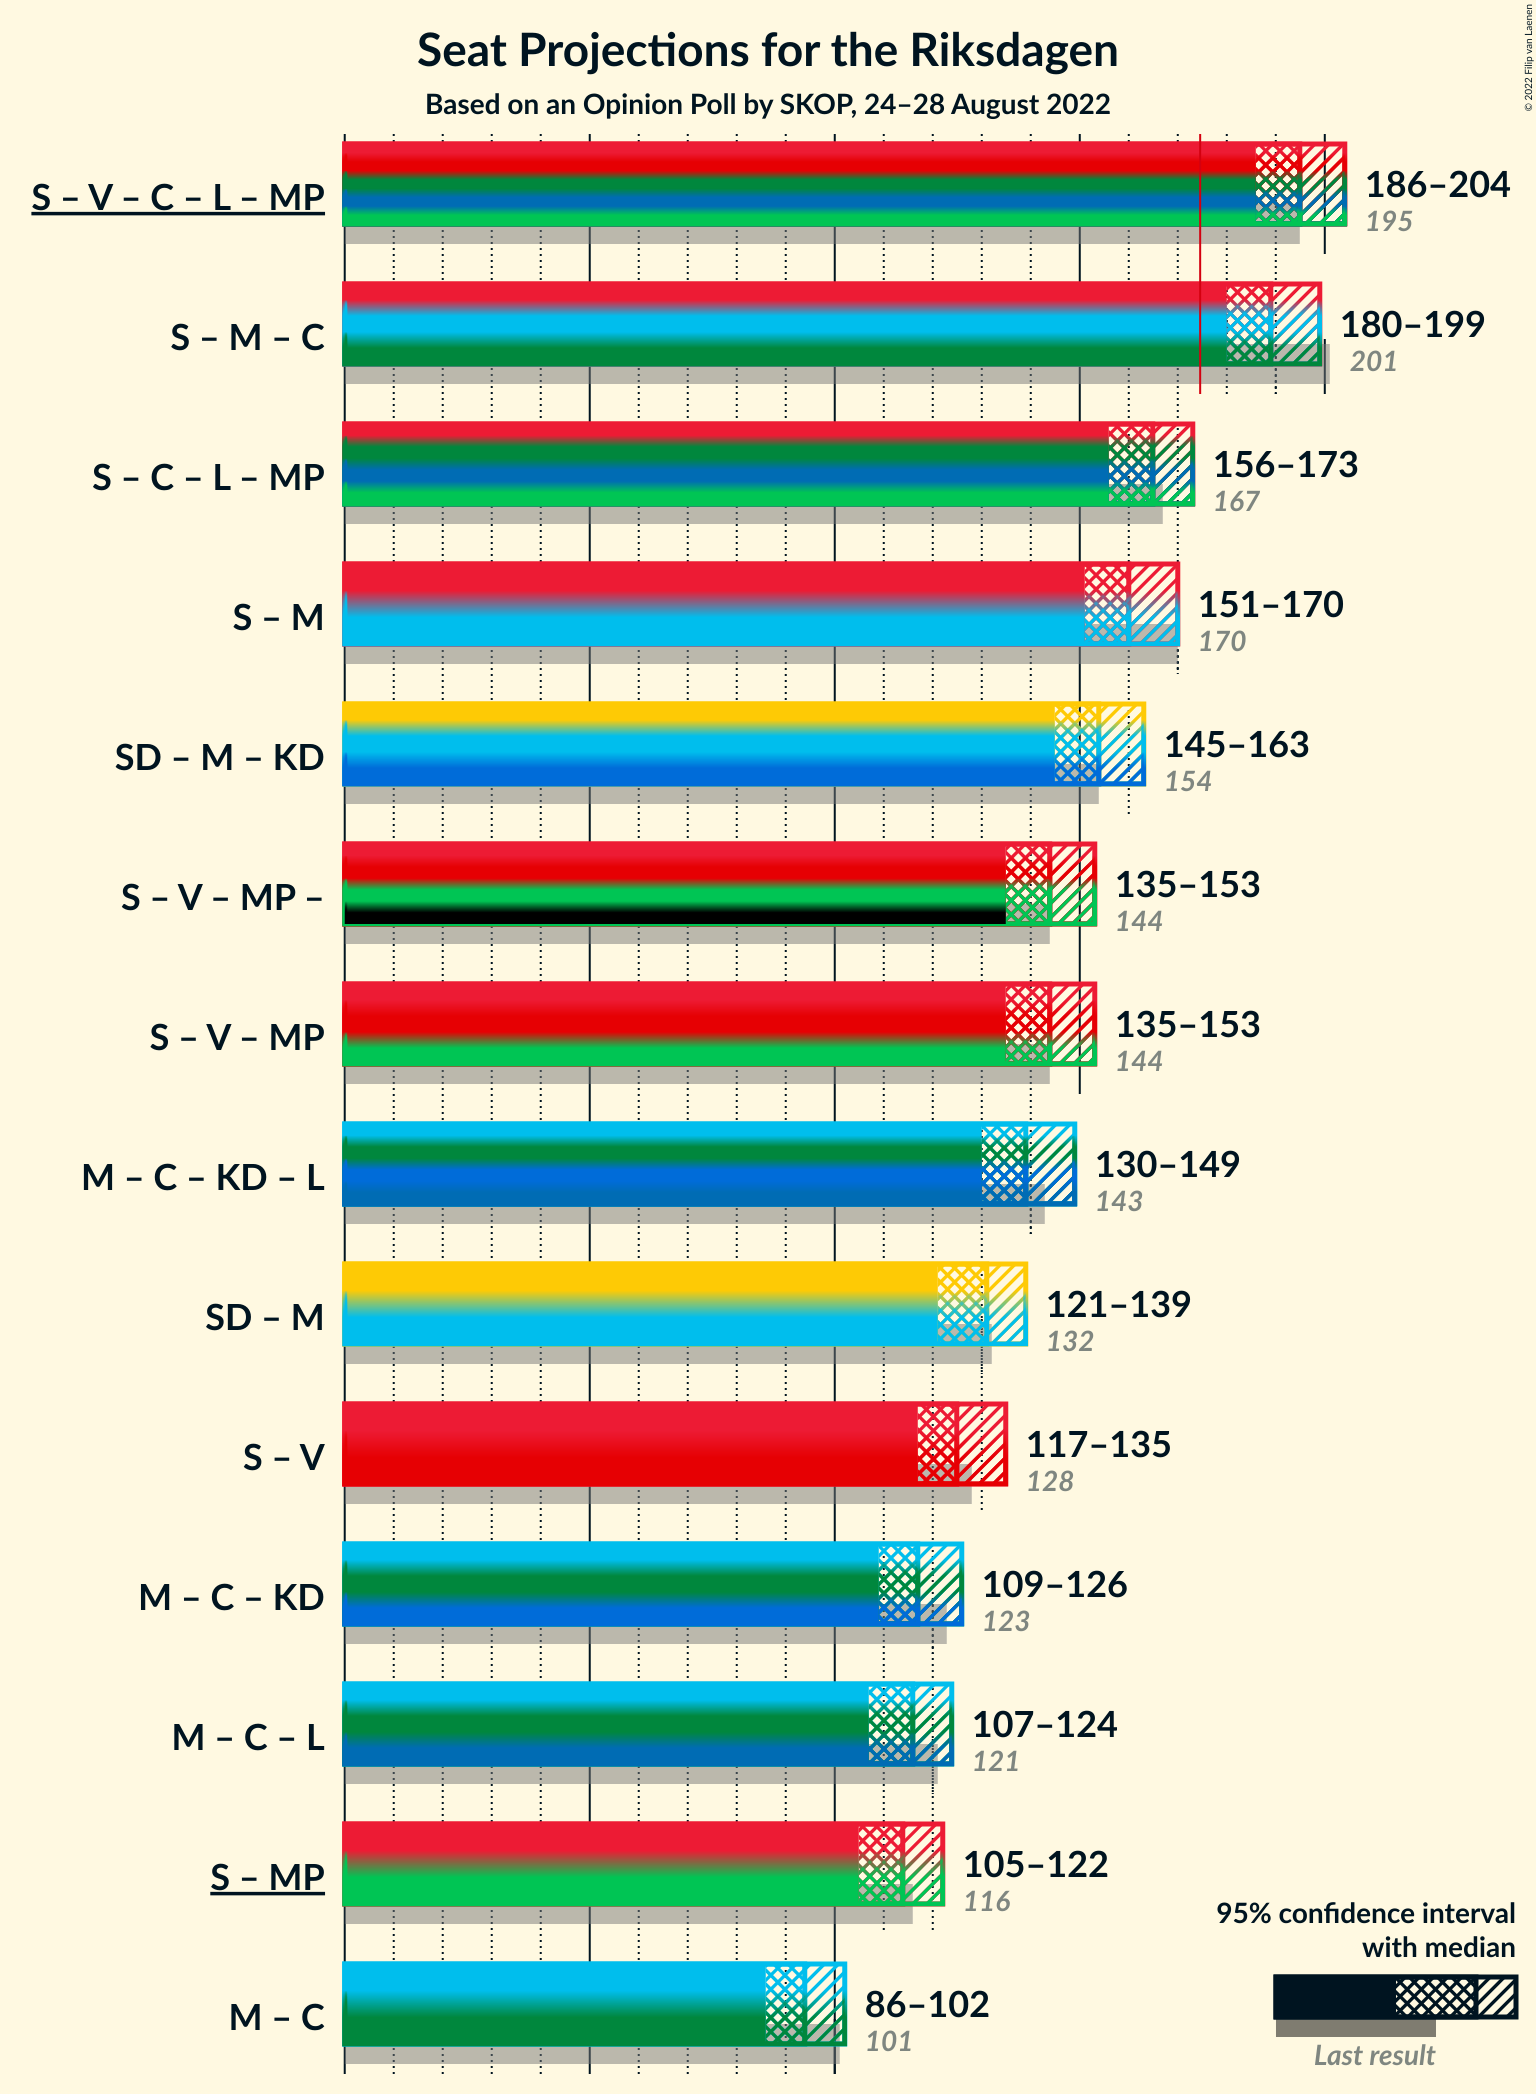 Seat Projections for the Riksdagen
Based on an Opinion Poll by SKOP, 24–28 August 2022
© 2022 Filip van Laenen
S – V – C – L – MP
186–204
195
S – M – C
180–199
201
S – C – L – MP
156–173
167
S – M
151–170
170
SD – M – KD
145–163
154
S – V – MP –
135–153
144
S – V – MP
135–153
144
M – C – KD – L
130–149
143
SD – M
121–139
132
S – V
117–135
128
M – C – KD
109–126
123
M – C – L
107–124
121
S – MP
105–122
116
M – C
86–102
101
95% confidence interval
with median
Last result